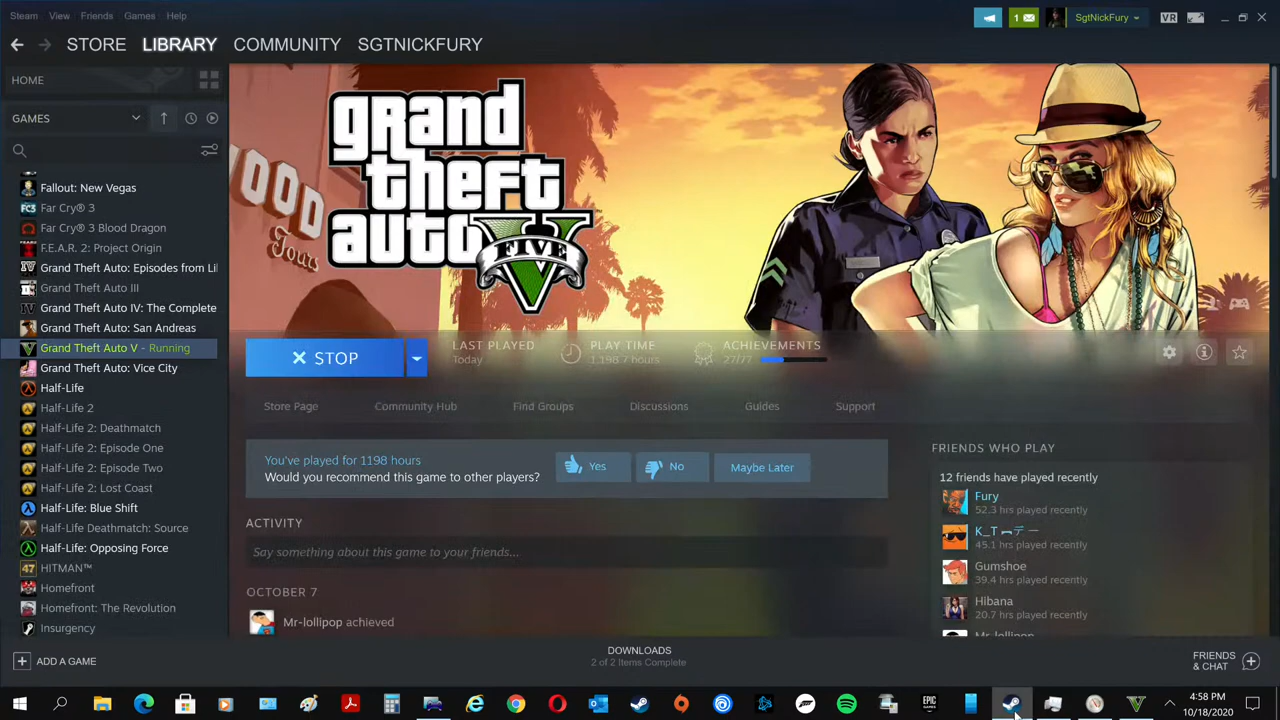 Steam View Friends Games Help
1
SgtNickFury
VR
STORE LIBRARY COMMUNITY SGTNICKFURY
HOME
GAMES
Fallout: New Vegas
Far Cry® 3
Far Cry® 3 Blood Dragon
F.E.A.R. 2: Project Origin
Grand Theft Auto: Episodes from Li
Grand Theft Auto III
Grand Theft Auto IV: The Complete
Grand Theft Auto: San Andreas
Grand Theft Auto V - Running
Grand Theft Auto: Vice City
Half-Life
Half-Life 2
Half-Life 2: Deathmatch
Half-Life 2: Episode One
Half-Life 2: Episode Two
Half-Life 2: Lost Coast
Half-Life: Blue Shift
Half-Life Deathmatch: Source
Half-Life: Opposing Force
HITMAN™
Homefront
Homefront: The Revolution
Insurgency
ADD A GAME
WOOD
Tours
grand
theft
auto
V
FIVE
STOP
LAST PLAYED
Today
PLAY TIME
1,198.7 hours
ACHIEVEMENTS
27/77
Store Page Community Hub Find Groups Discussions Guides Support
You've played for 1198 hours
Would you recommend this game to other players?
Yes No Maybe Later
ACTIVITY
Say something about this game to your friends...
OCTOBER 7
Mr-lollipop achieved
FRIENDS WHO PLAY
12 friends have played recently
Fury
52.3 hrs played recently
45.1 hrs played recently
Gumshoe
39.4 hrs played recently
Hibana
20.7 hrs played recently
Mr-lollipop
DOWNLOADS
2 of 2 Items Complete
FRIENDS
& CHAT
EPIC
GAMES
4:58 PM
10/18/2020